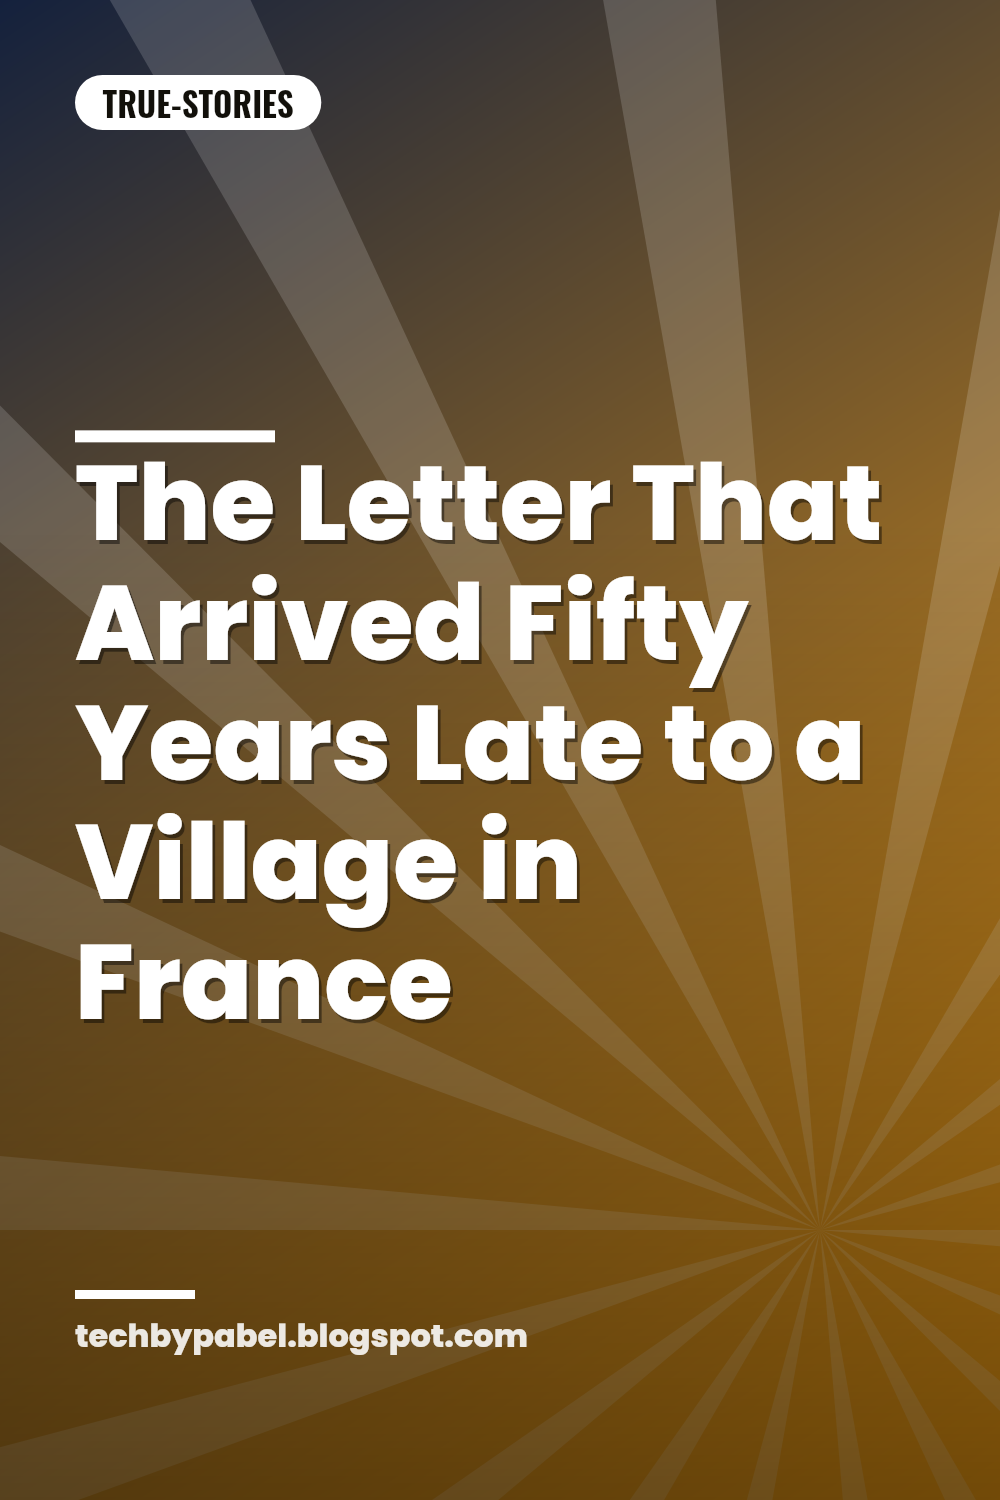 TRUE-STORIES
The Letter That
Arrived Fifty
Years Late to a
Village in
France
techbypabel.blogspot.com